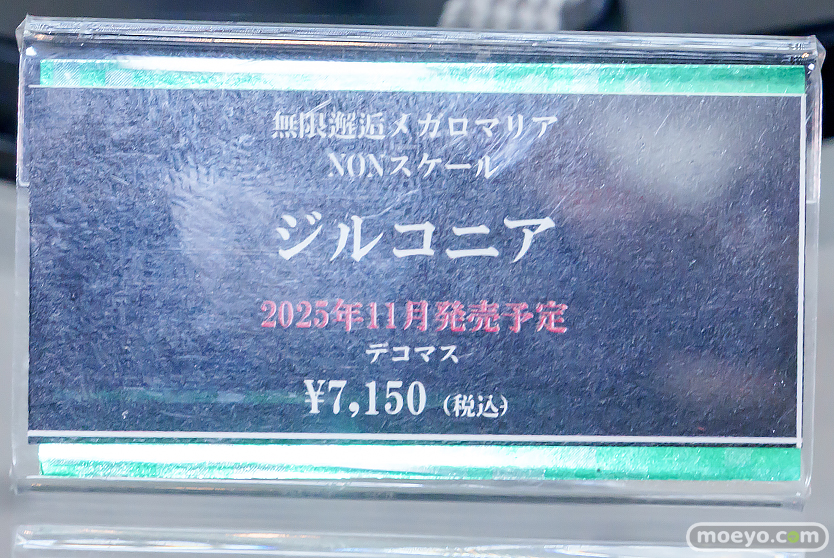 無限邂逅メガロマリア
NONスケール
ジルコニア
2025年11月発売予定
デコマス
¥7,150（税込）
moeyo.com